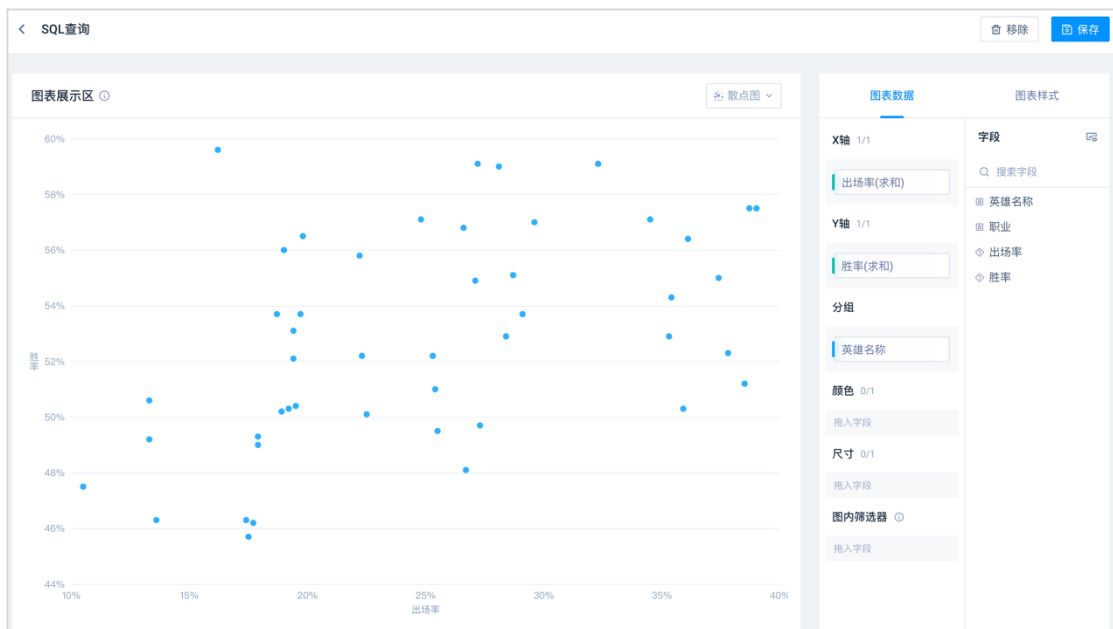 SQL查询
移除
保存
图表展示区
散点图
60%
58%
56%
54%
52%
50%
48%
46%
44%
胜率
10%
15%
20%
25%
30%
35%
40%
出场率
图表数据
图表样式
X轴 1/1
出场率(求和)
Y轴 1/1
胜率(求和)
分组
英雄名称
颜色 0/1
拖入字段
尺寸 0/1
拖入字段
图内筛选器
拖入字段
字段
搜索字段
英雄名称
职业
出场率
胜率